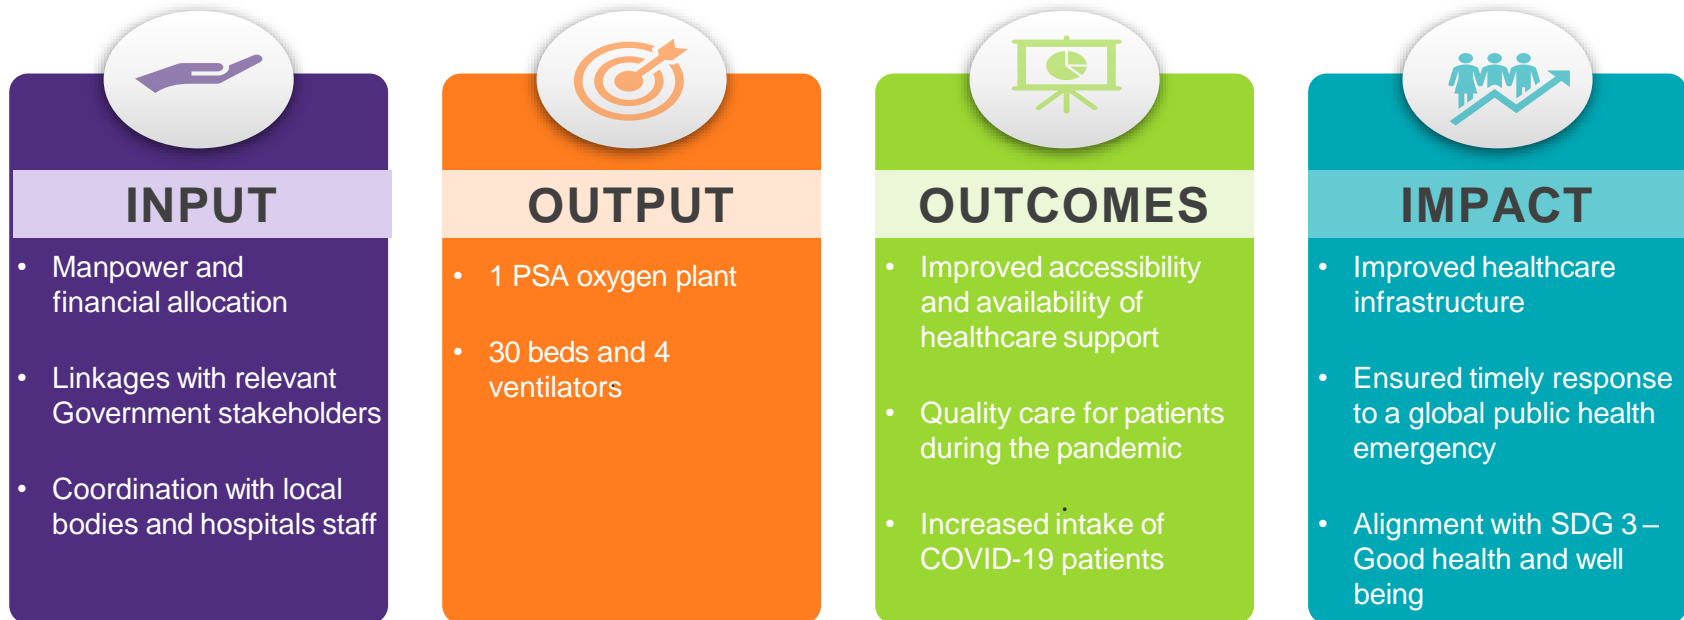 INPUT
• Manpower and
financial allocation
• Linkages with relevant
Government stakeholders
• Coordination with local
bodies and hospitals staff
OUTPUT
• 1 PSA oxygen plant
• 30 beds and 4
ventilators
OUTCOMES
• Improved accessibility
and availability of
healthcare support
• Quality care for patients
during the pandemic
• Increased intake of
COVID-19 patients
IMPACT
• Improved healthcare
infrastructure
• Ensured timely response
to a global public health
emergency
• Alignment with SDG 3 –
Good health and well
being